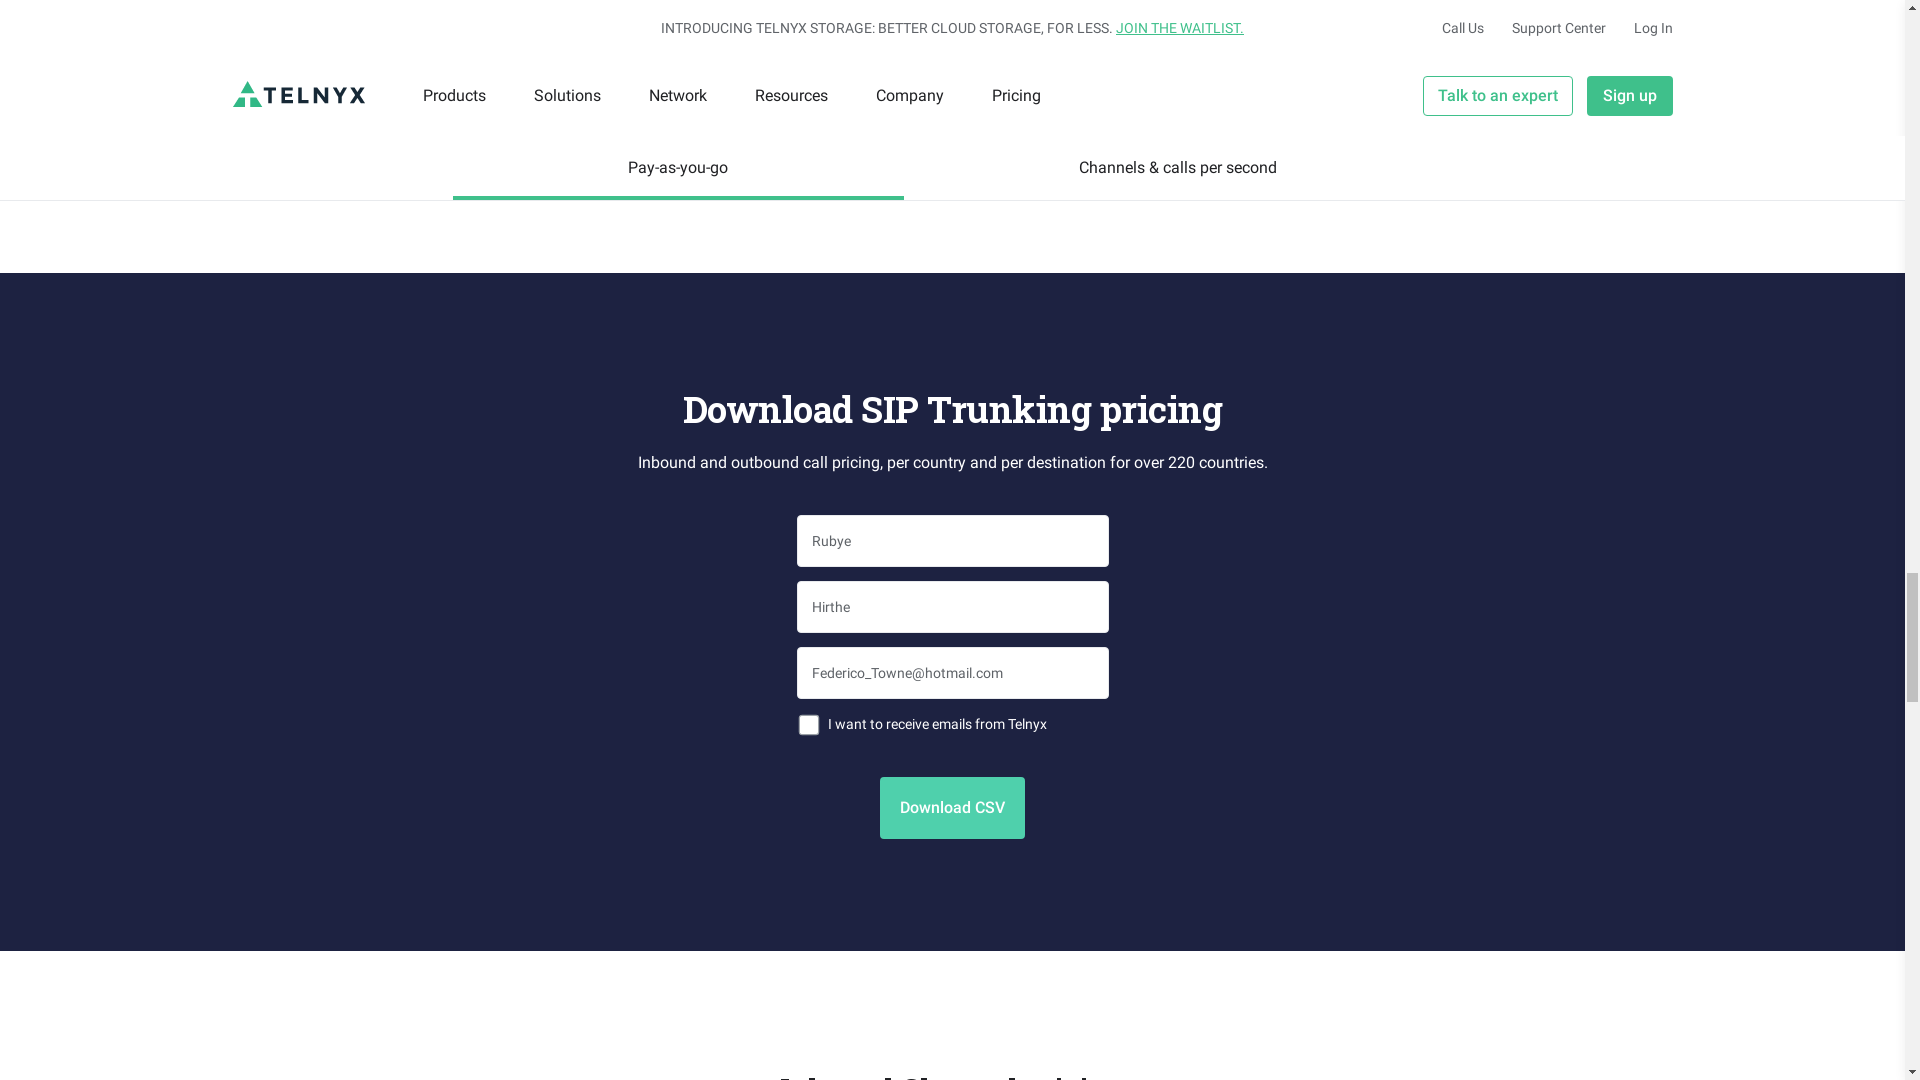 INTRODUCING TELNYX STORAGE: BETTER CLOUD STORAGE, FOR LESS. JOIN THE WAITLIST.
Call Us
Support Center
Log In
TELNYX
Products
Solutions
Network
Resources
Company
Pricing
Talk to an expert
Sign up
Pay-as-you-go
Channels & calls per second
Download SIP Trunking pricing
Inbound and outbound call pricing, per country and per destination for over 220 countries.
Rubye
Hirthe
Federico_Towne@hotmail.com
I want to receive emails from Telnyx
Download CSV